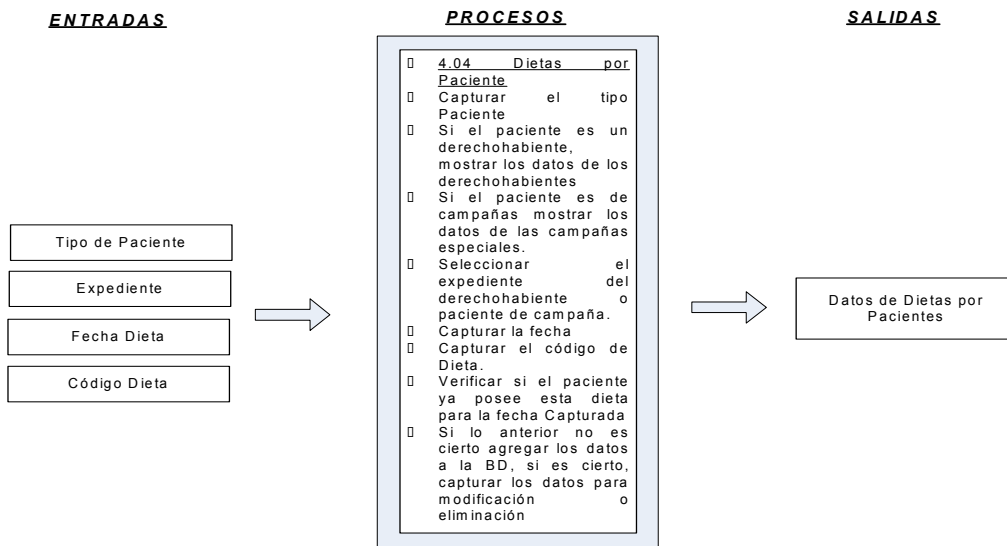 ENTRADAS
PROCESOS
SALIDAS
Tipo de Paciente
Expediente
Fecha Dieta
Código Dieta
4.04 Dietas por
Paciente
Capturar el tipo
Paciente
Si el paciente es un
derechohabiente,
mostrar los datos de los
derechohabientes
Si el paciente es de
campañas mostrar los
datos de las campañas
especiales.
Seleccionar el
expediente del
derechohabiente o
paciente de campaña.
Capturar la fecha
Capturar el código de
Dieta.
Verificar si el paciente
ya posee esta dieta
para la fecha Capturada
Si lo anterior no es
cierto agregar los datos
a la BD, si es cierto,
capturar los datos para
modificación o
eliminación
Datos de Dietas por
Pacientes